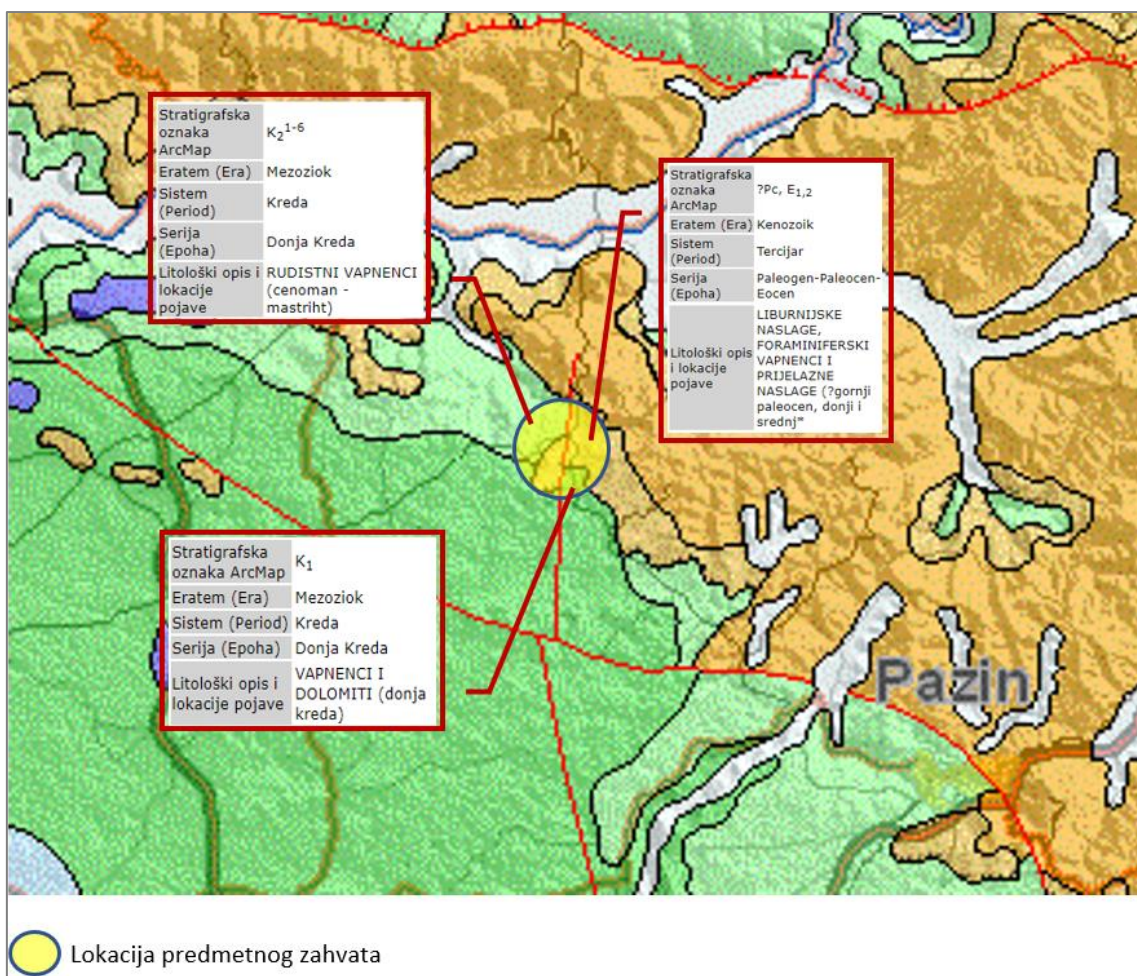 Stratigrafska
oznaka
ArcMap
K₂¹⁻⁶
Eratem (Era) Mezoziok
Sistem
(Period)
Kreda
Serija
(Epoha)
Donja Kreda
Litološki opis i
lokacije
pojave
RUDISTNI VAPNENCI
(cenoman -
mastriht)
Stratigrafska
oznaka
ArcMap
?Pc, E₁,₂
Eratem (Era) Kenozoik
Sistem
(Period)
Tercijar
Serija
(Epoha)
Paleogen-Paleocen-
Eocen
Litološki opis
i lokacije
pojave
LIBURNIJSKE
NASLAGE,
FORAMINIFERSKI
VAPNENCI I
PRIJELAZNE
NASLAGE (?gornji
paleocen, donji i
srednj*
Stratigrafska
oznaka ArcMap
K₁
Eratem (Era) Mezoziok
Sistem (Period) Kreda
Serija (Epoha) Donja Kreda
Litološki opis i
lokacije pojave
VAPNENCI I
DOLOMITI (donja
kreda)
Pazin
Lokacija predmetnog zahvata